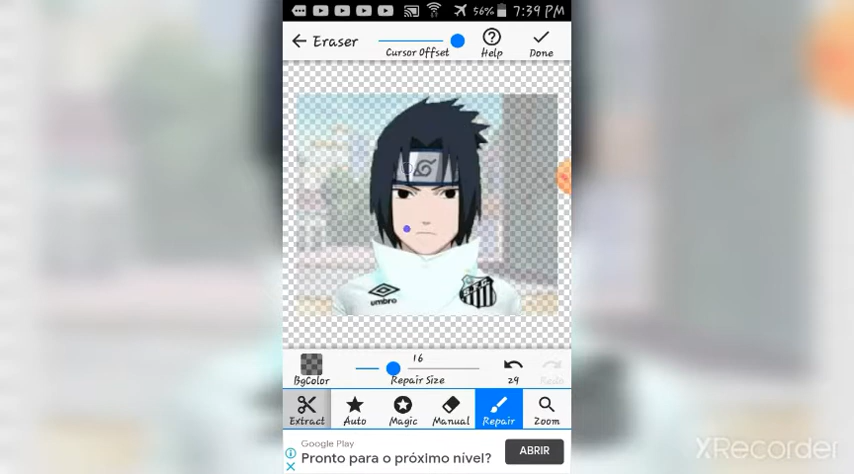 56% 7:39 PM
Eraser
Cursor Offset
Help
Done
umbro
S.F.C.
16
BgColor
Repair Size
29
Redo
Extract
Auto
Magic
Manual
Repair
Zoom
Google Play
Pronto para o próximo nível?
ABRIR
XRecorder